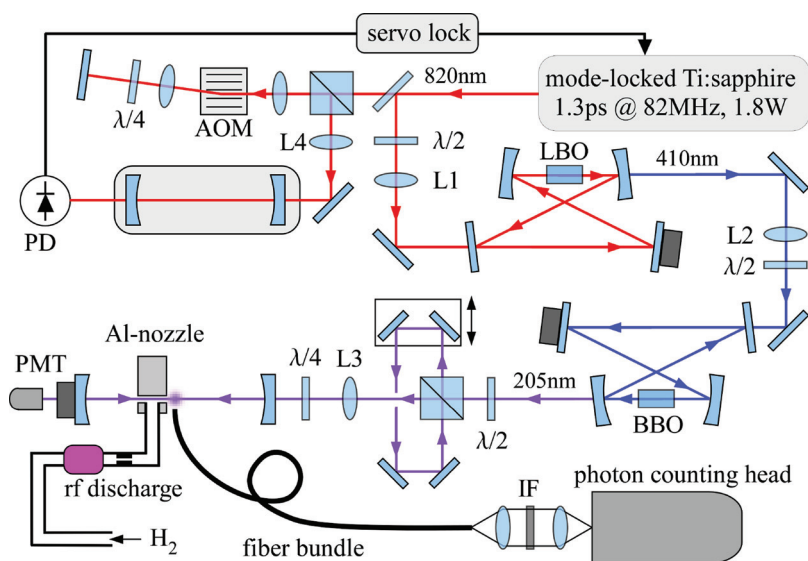 servo lock
820nm
mode-locked Ti:sapphire
1.3ps @ 82MHz, 1.8W
λ/4
AOM
L4
λ/2
L1
LBO
410nm
PD
L2
λ/2
Al-nozzle
PMT
λ/4
L3
205nm
λ/2
BBO
rf discharge
H₂
fiber bundle
IF
photon counting head